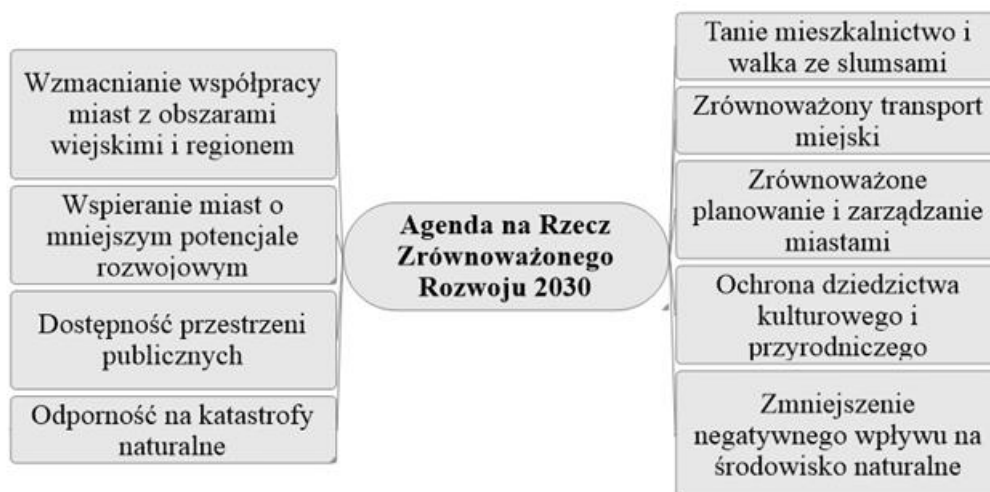 Wzmacnianie współpracy
miast z obszarami
wiejskimi i regionem
Wspieranie miast o
mniejszym potencjale
rozwojowym
Dostępność przestrzeni
publicznych
Odporność na katastrofy
naturalne
Agenda na Rzecz
Zrównoważonego
Rozwoju 2030
Tanie mieszkalnictwo i
walka ze slumsami
Zrównoważony transport
miejski
Zrównoważone
planowanie i zarządzanie
miastami
Ochrona dziedzictwa
kulturowego i
przyrodniczego
Zmniejszenie
negatywnego wpływu na
środowisko naturalne